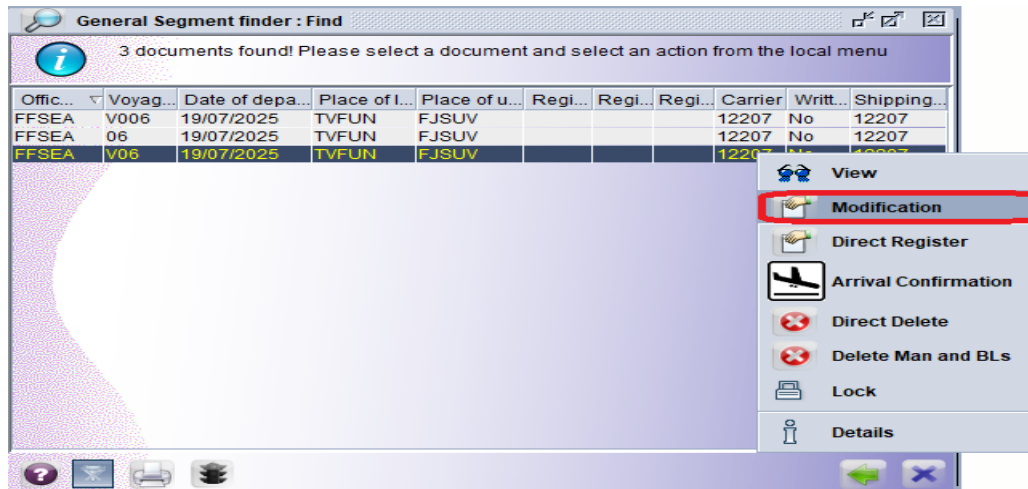 General Segment finder : Find
3 documents found! Please select a document and select an action from the local menu
Offic... Voyag... Date of depa... Place of l... Place of u... Regi... Regi... Regi... Carrier Writt... Shipping...
FFSEA V006 19/07/2025 TVFUN FJSUV 12207 No 12207
FFSEA 06 19/07/2025 TVFUN FJSUV 12207 No 12207
FFSEA V06 19/07/2025 TVFUN FJSUV 12207 No 12207
View
Modification
Direct Register
Arrival Confirmation
Direct Delete
Delete Man and BLs
Lock
Details